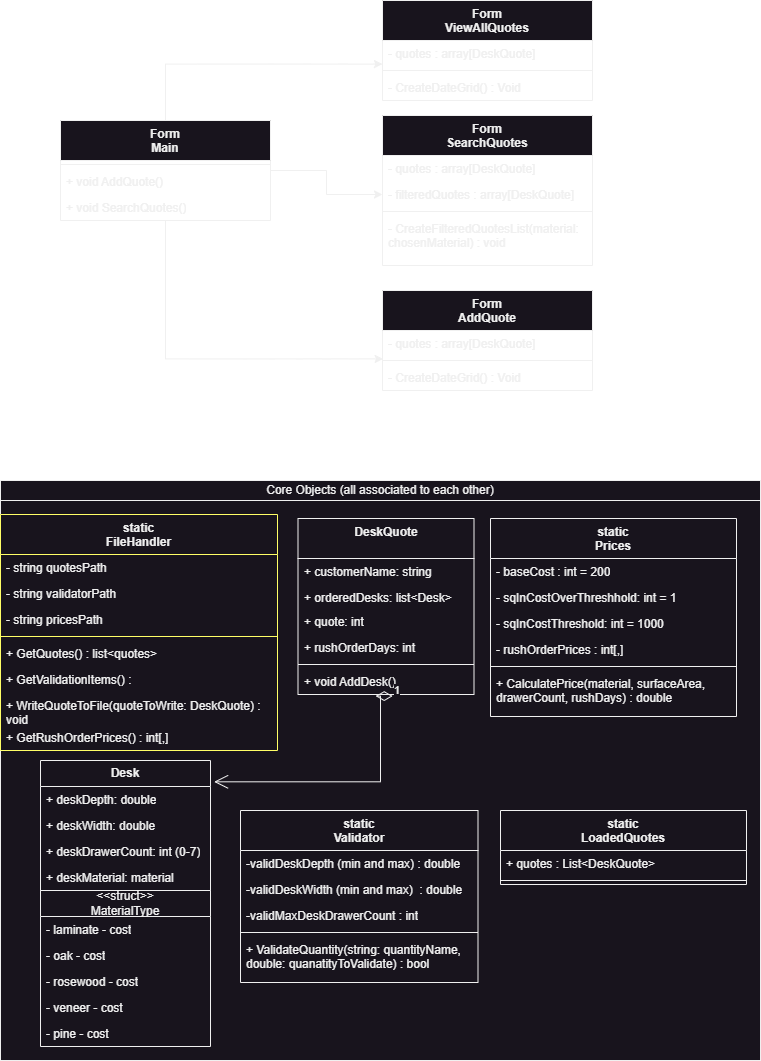 Form
ViewAllQuotes
- quotes : array[DeskQuote]
- CreateDateGrid() : Void
Form
Main
+ void AddQuote()
+ void SearchQuotes()
Form
SearchQuotes
- quotes : array[DeskQuote]
- filteredQuotes : array[DeskQuote]
- CreateFilteredQuotesList(material:
chosenMaterial) : void
Form
AddQuote
- quotes : array[DeskQuote]
- CreateDateGrid() : Void
Core Objects (all associated to each other)
static
FileHandler
- string quotesPath
- string validatorPath
- string pricesPath
+ GetQuotes() : list<quotes>
+ GetValidationItems() :
+ WriteQuoteToFile(quoteToWrite: DeskQuote) :
void
+ GetRushOrderPrices() : int[,]
DeskQuote
+ customerName: string
+ orderedDesks: list<Desk>
+ quote: int
+ rushOrderDays: int
+ void AddDesk()
1
static
Prices
- baseCost : int = 200
- sqInCostOverThreshhold: int = 1
- sqInCostThreshold: int = 1000
- rushOrderPrices : int[,]
+ CalculatePrice(material, surfaceArea,
drawerCount, rushDays) : double
Desk
+ deskDepth: double
+ deskWidth: double
+ deskDrawerCount: int (0-7)
+ deskMaterial: material
<<struct>>
MaterialType
- laminate - cost
- oak - cost
- rosewood - cost
- veneer - cost
- pine - cost
static
Validator
-validDeskDepth (min and max) : double
-validDeskWidth (min and max) : double
-validMaxDeskDrawerCount : int
+ ValidateQuantity(string: quantityName,
double: quanatityToValidate) : bool
static
LoadedQuotes
+ quotes : List<DeskQuote>